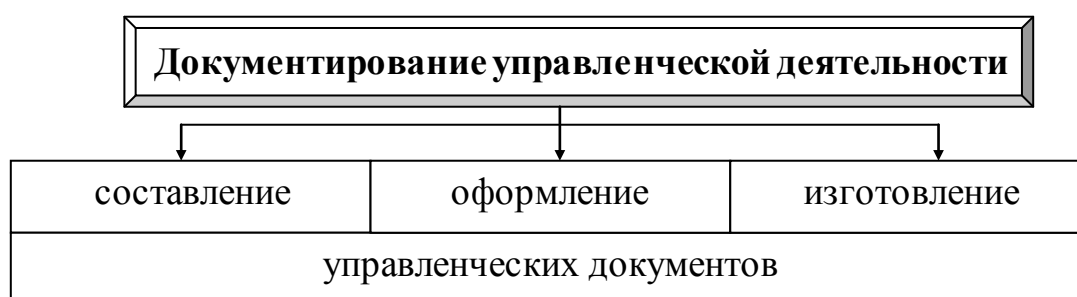 Документирование управленческой деятельности
составление оформление изготовление
управленческих документов